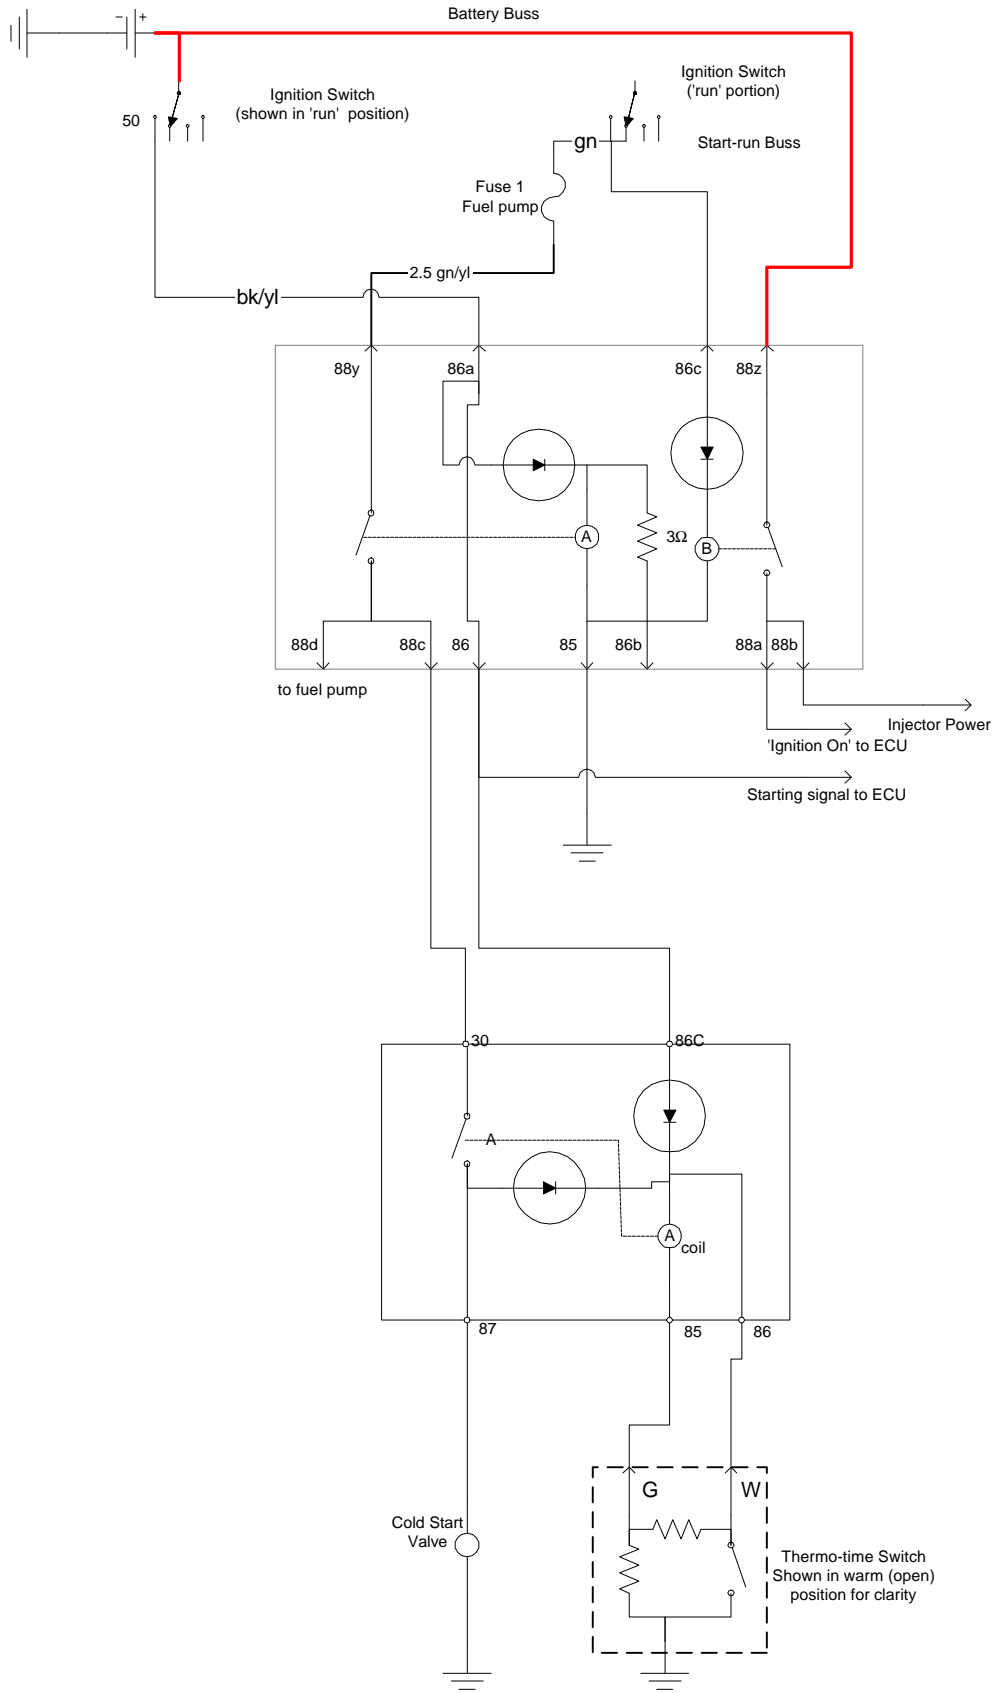 Battery Buss
− +
Ignition Switch
(shown in 'run' position)
50
Ignition Switch
('run' portion)
Start-run Buss
gn
Fuse 1
Fuel pump
2.5 gn/yl
bk/yl
88y
86a
86c
88z
A
3Ω
B
88d
88c
86
85
86b
88a
88b
to fuel pump
Injector Power
'Ignition On' to ECU
Starting signal to ECU
30
86C
A
A
coil
87
85
86
G
W
Cold Start
Valve
Thermo-time Switch
Shown in warm (open)
position for clarity